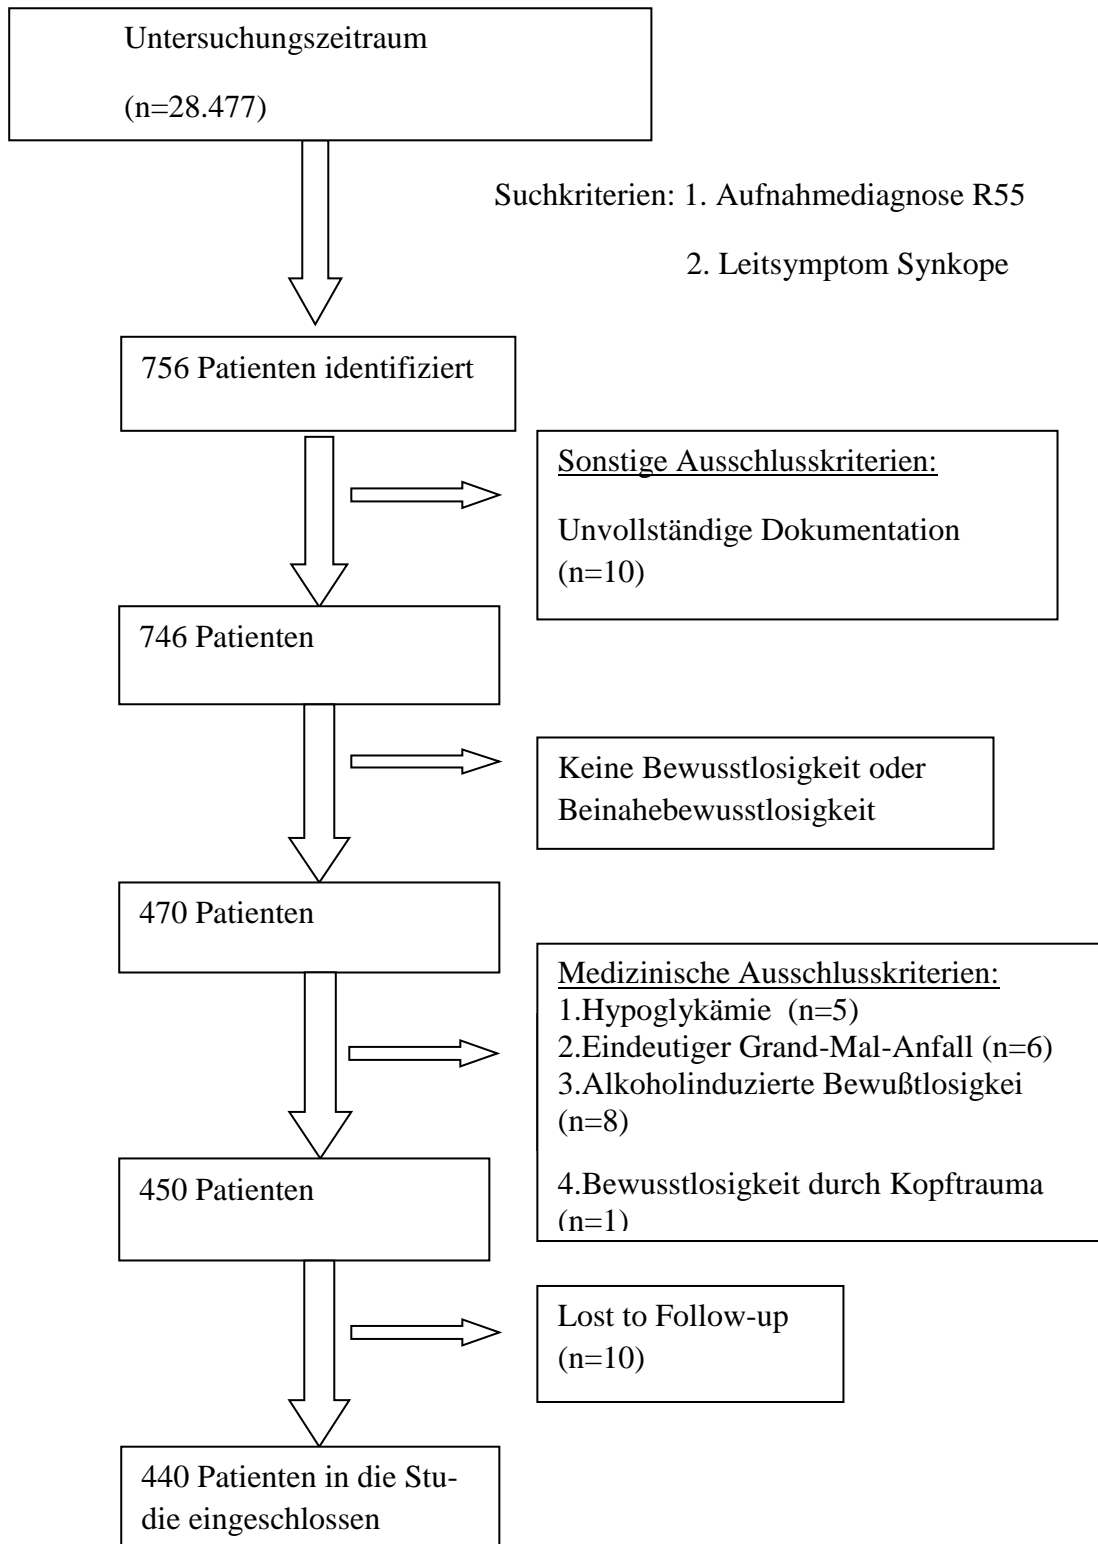 Untersuchungszeitraum
(n=28.477)
Suchkriterien: 1. Aufnahmediagnose R55
2. Leitsymptom Synkope
756 Patienten identifiziert
Sonstige Ausschlusskriterien:
Unvollständige Dokumentation
(n=10)
746 Patienten
Keine Bewusstlosigkeit oder
Beinahebewusstlosigkeit
470 Patienten
Medizinische Ausschlusskriterien:
1.Hypoglykämie (n=5)
2.Eindeutiger Grand-Mal-Anfall (n=6)
3.Alkoholinduzierte Bewußtlosigkei
(n=8)
4.Bewusstlosigkeit durch Kopftrauma
(n=1)
450 Patienten
Lost to Follow-up
(n=10)
440 Patienten in die Stu-
die eingeschlossen